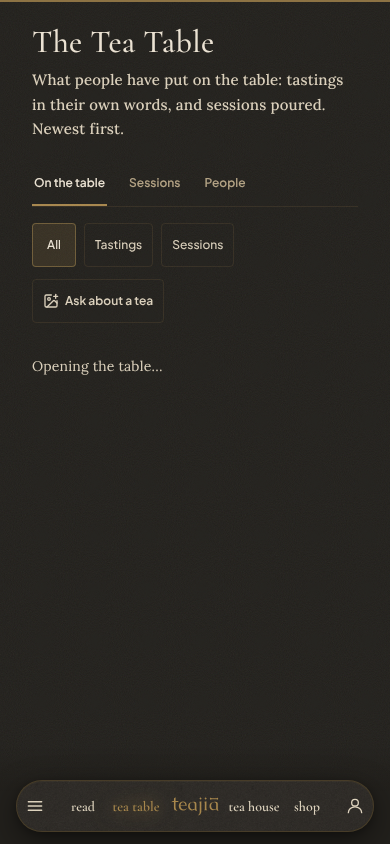 The Tea Table
What people have put on the table: tastings
in their own words, and sessions poured.
Newest first.
On the table Sessions People
All Tastings Sessions
Ask about a tea
Opening the table...
read tea table teajiā tea house shop